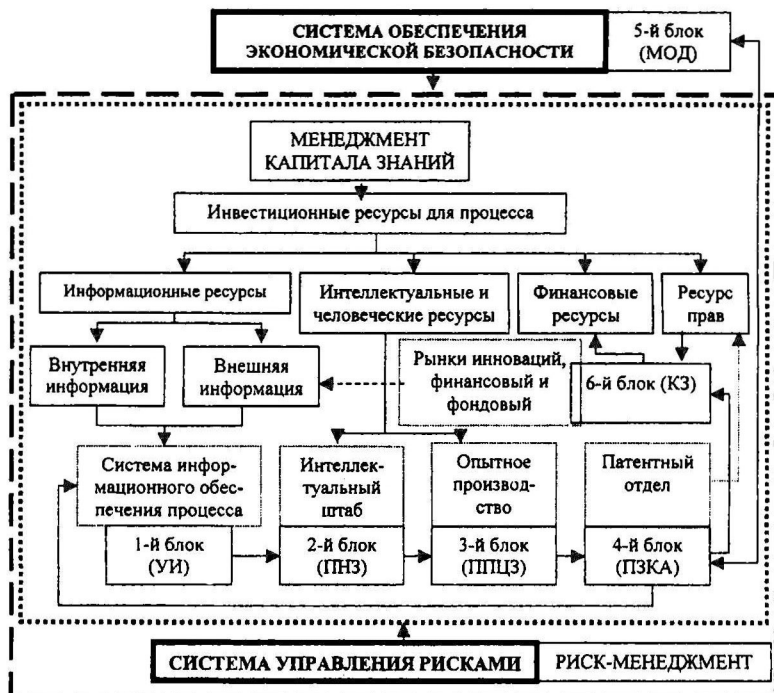 СИСТЕМА ОБЕСПЕЧЕНИЯ
ЭКОНОМИЧЕСКОЙ БЕЗОПАСНОСТИ
5-й блок
(МОД)
МЕНЕДЖМЕНТ
КАПИТАЛА ЗНАНИЙ
Инвестиционные ресурсы для процесса
Информационные ресурсы
Интеллектуальные и
человеческие ресурсы
Финансовые
ресурсы
Ресурс
прав
Внутренняя
информация
Внешняя
информация
Рынки инноваций,
финансовый и
фондовый
6-й блок (КЗ)
Система инфор-
мационного обес-
печения процесса
Интеллек-
туальный
штаб
Опытное
производ-
ство
Патентный
отдел
1-й блок
(УИ)
2-й блок
(ПНЗ)
3-й блок
(ППЦЗ)
4-й блок
(ПЗКА)
СИСТЕМА УПРАВЛЕНИЯ РИСКАМИ
РИСК-МЕНЕДЖМЕНТ